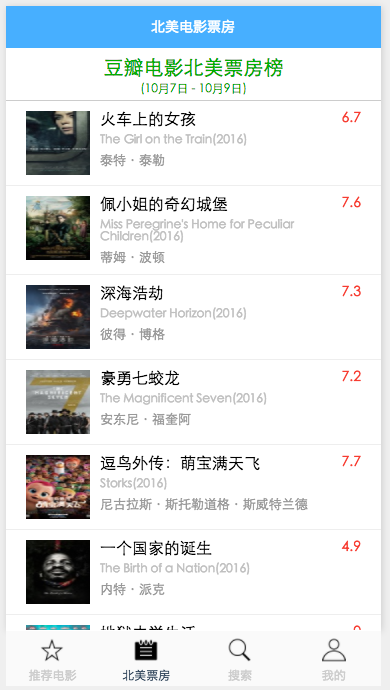 北美电影票房
豆瓣电影北美票房榜
(10月7日 - 10月9日)
火车上的女孩
6.7
The Girl on the Train(2016)
泰特·泰勒
佩小姐的奇幻城堡
7.6
Miss Peregrine's Home for Peculiar
Children(2016)
蒂姆·波顿
深海浩劫
7.3
Deepwater Horizon(2016)
彼得·博格
豪勇七蛟龙
7.2
The Magnificent Seven(2016)
安东尼·福奎阿
逗鸟外传：萌宝满天飞
7.7
Storks(2016)
尼古拉斯·斯托勒道格·斯威特兰德
一个国家的诞生
4.9
The Birth of a Nation(2016)
内特·派克
推荐电影
北美票房
搜索
我的